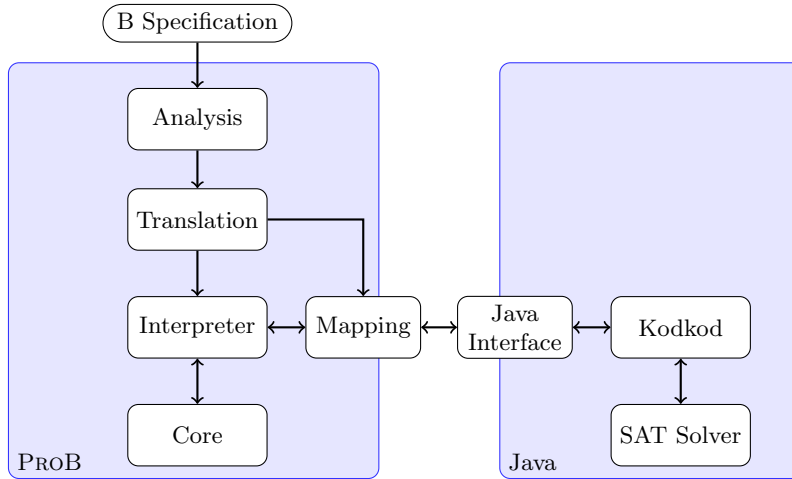 B Specification
Analysis
Translation
Interpreter
Mapping
Java
Interface
Kodkod
Core
SAT Solver
PROB
Java